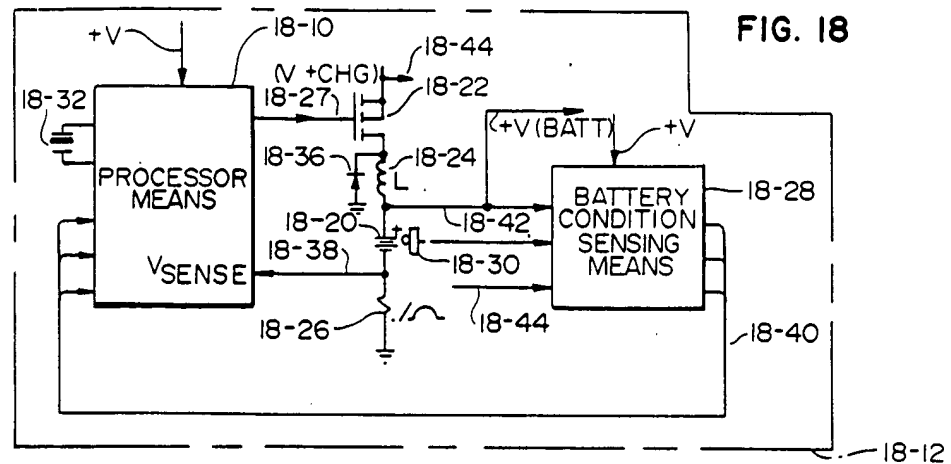 FIG. 18
+V
18-10
18-44
(V +CHG)
18-22
18-27
18-32
18-36
18-24
L
+V(BATT)
+V
PROCESSOR
MEANS
18-20
+
18-42
BATTERY
CONDITION
SENSING
MEANS
18-28
VSENSE
18-38
18-30
18-44
18-26
.1Ω
18-40
18-12